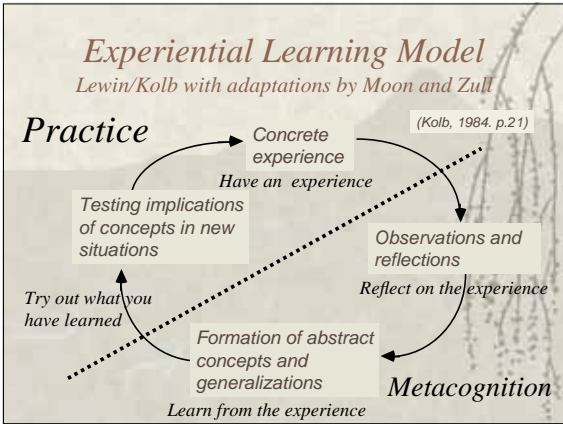 Experiential Learning Model
Lewin/Kolb with adaptations by Moon and Zull
Practice
(Kolb, 1984. p.21)
Concrete
experience
Have an experience
Testing implications
of concepts in new
situations
Observations and
reflections
Reflect on the experience
Try out what you
have learned
Formation of abstract
concepts and
generalizations
Metacognition
Learn from the experience